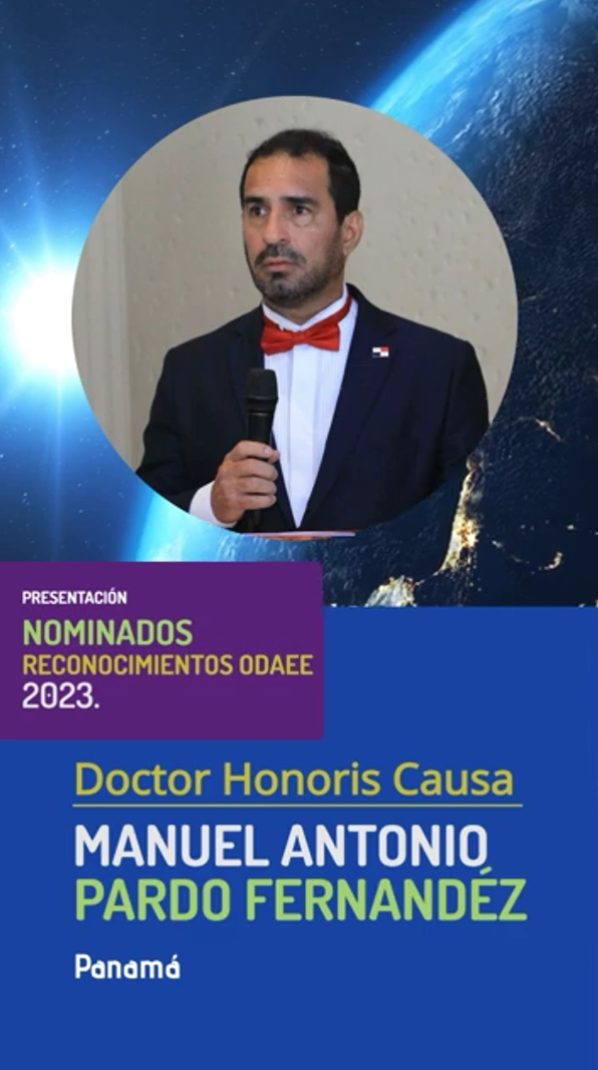 PRESENTACIÓN
NOMINADOS
RECONOCIMIENTOS ODAEE
2023.
Doctor Honoris Causa
MANUEL ANTONIO
PARDO FERNANDÉZ
Panamá